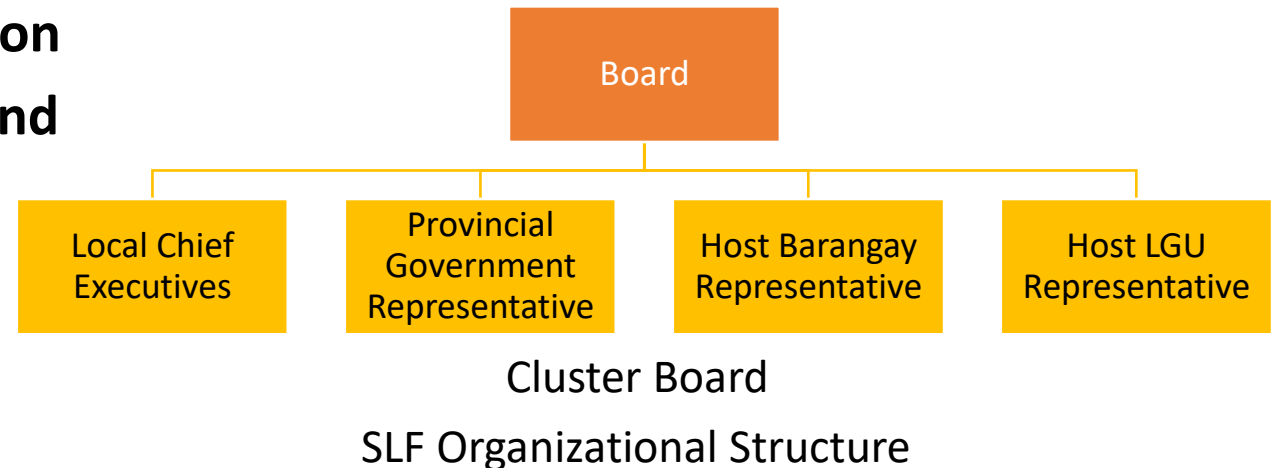 on
nd
Board
Local Chief
Executives
Provincial
Government
Representative
Host Barangay
Representative
Host LGU
Representative
Cluster Board
SLF Organizational Structure